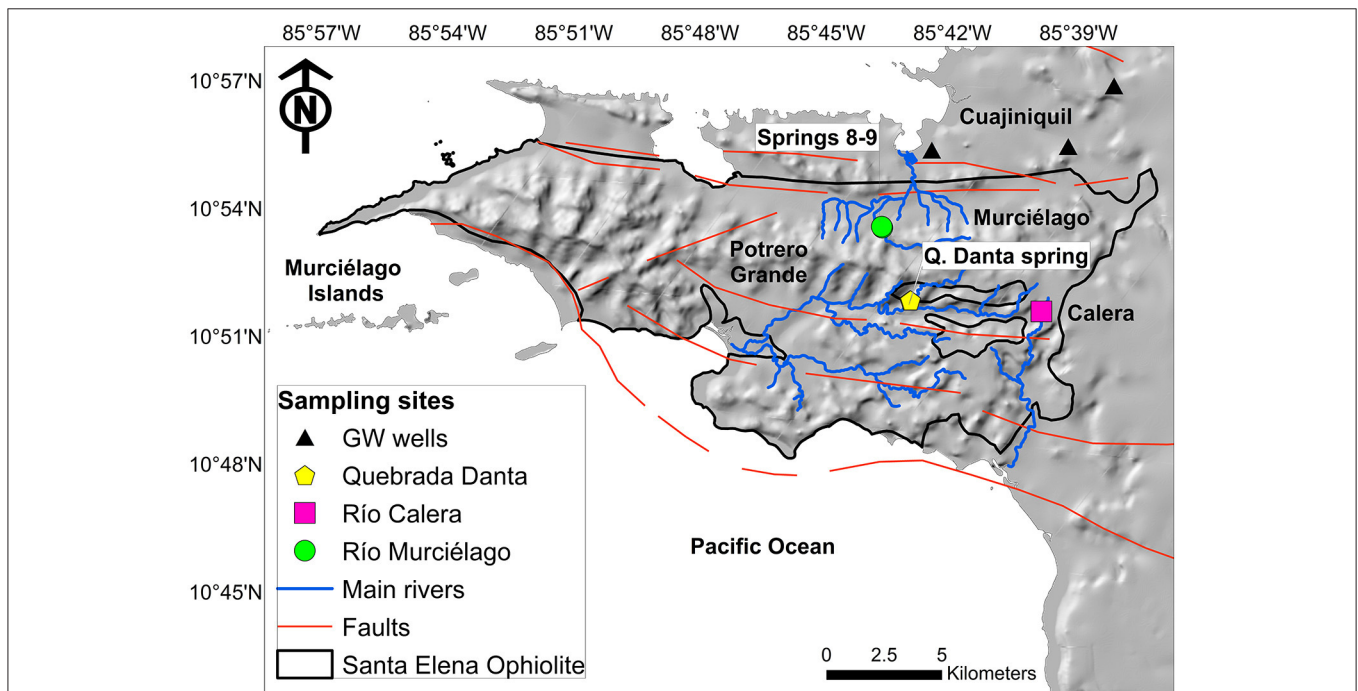 85°57'W 85°54'W 85°51'W 85°48'W 85°45'W 85°42'W 85°39'W
10°57'N
10°54'N
10°51'N
10°48'N
10°45'N
N
Cuajiniquil
Springs 8-9
Murciélago
Potrero
Grande
Q. Danta spring
Murciélago
Islands
Calera
Pacific Ocean
Sampling sites
GW wells
Quebrada Danta
Río Calera
Río Murciélago
Main rivers
Faults
Santa Elena Ophiolite
0 2.5 5
Kilometers